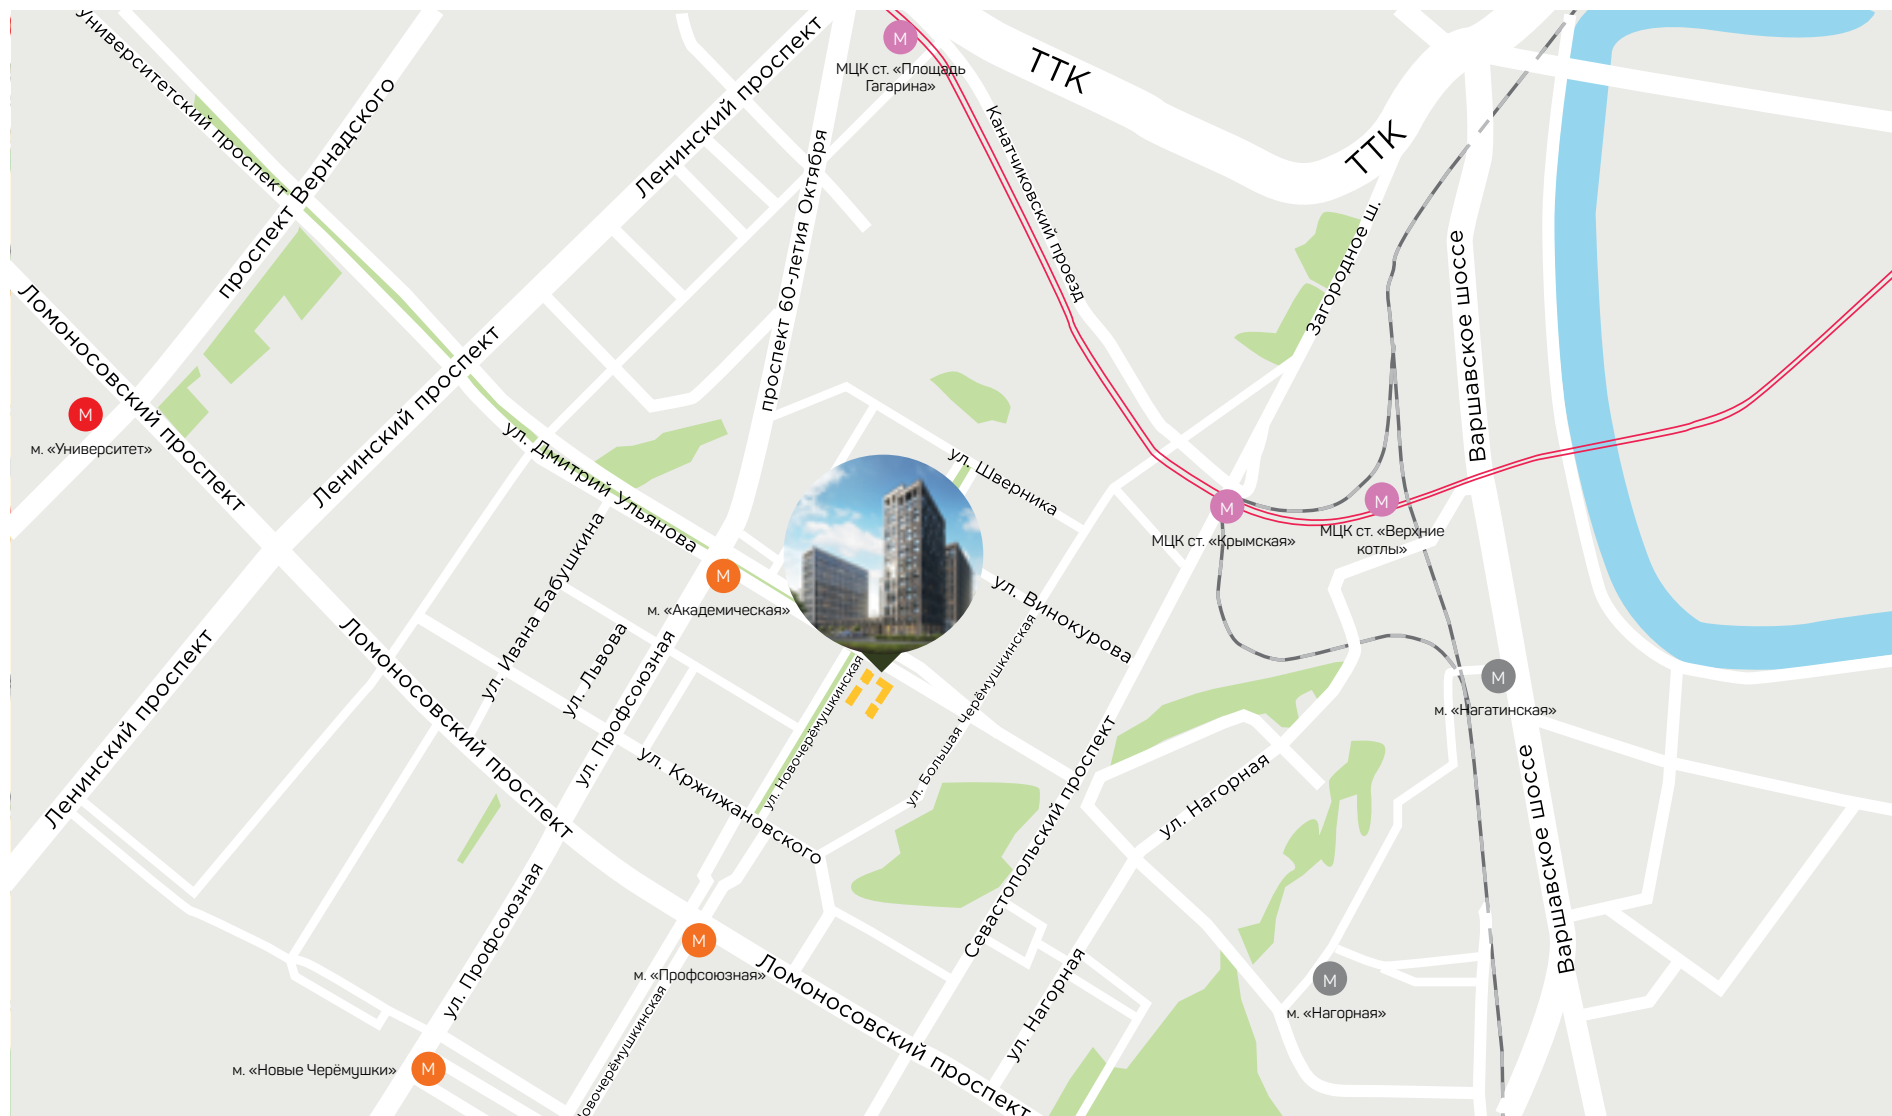 Университетский проспект
проспект Вернадского
Ленинский проспект
М
МЦК ст. «Площадь
Гагарина»
ТТК
ТТК
Канатчиковский проезд
проспект 60-летия Октября
Загородное ш.
Варшавское шоссе
Ломоносовский проспект
М
м. «Университет»
Ленинский проспект
ул. Дмитрий Ульянова
ул. Шверника
М
МЦК ст. «Крымская»
М
МЦК ст. «Верхние
котлы»
М
м. «Академическая»
ул. Ивана Бабушкина
ул. Львова
ул. Профсоюзная
ул. Винокурова
ул. Большая Черёмушкинская
ул. Новочерёмушкинская
Ленинский проспект
Ломоносовский проспект
ул. Кржижановского
Севастопольский проспект
ул. Нагорная
М
м. «Нагатинская»
Варшавское шосссе
ул. Профсоюзная
М
м. «Профсоюзная»
Ломоносовский проспект
ул. Нагорная
М
м. «Нагорная»
М
м. «Новые Черёмушки»
овочерёмушкинская